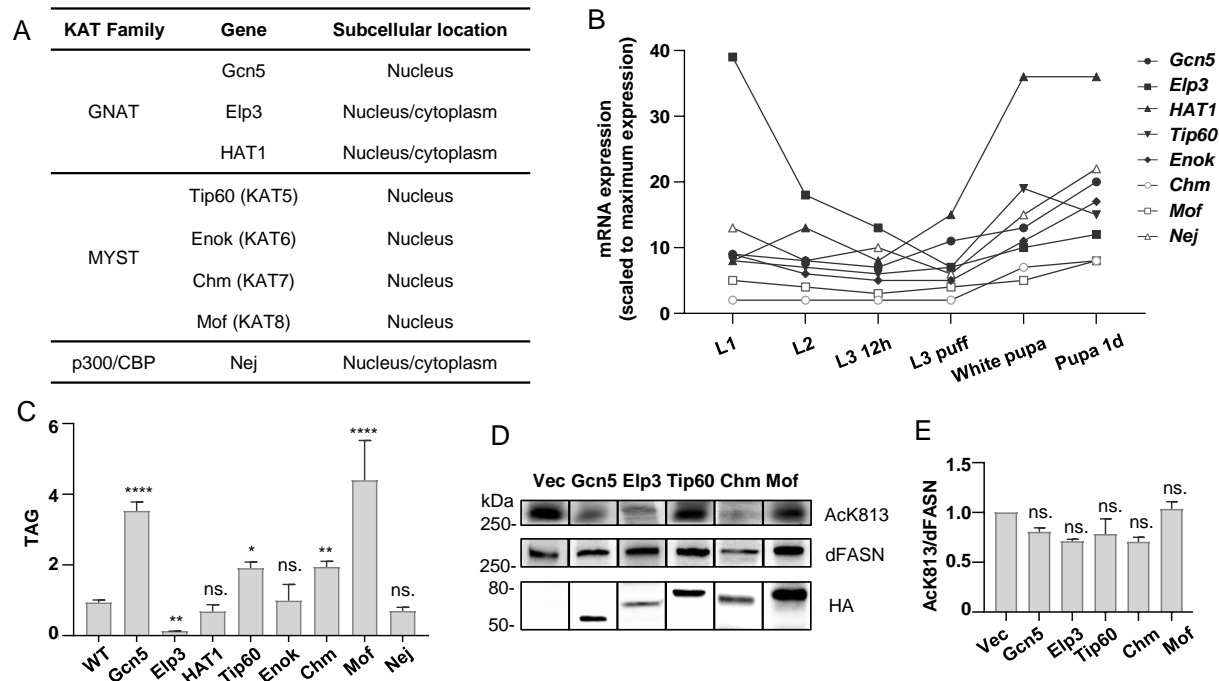 A
KAT Family Gene Subcellular location
Gcn5 Nucleus
GNAT Elp3 Nucleus/cytoplasm
HAT1 Nucleus/cytoplasm
Tip60 (KAT5) Nucleus
Enok (KAT6) Nucleus
MYST
Chm (KAT7) Nucleus
Mof (KAT8) Nucleus
p300/CBP Nej Nucleus/cytoplasm
B
mRNA expression
(scaled to maximum expression)
40
30
20
10
0
L1 L2 L3 12h L3 puff White pupa Pupa 1d
Gcn5
Elp3
HAT1
Tip60
Enok
Chm
Mof
Nej
C
TAG
6
4
2
0
**** ** ns. * ns. ** **** ns.
WT Gcn5 Elp3 HAT1 Tip60 Enok Chm Mof Nej
D
Vec Gcn5 Elp3 Tip60 Chm Mof
kDa
250- AcK813
250- dFASN
80-
HA
50-
E
AcK813/dFASN
1.5
1.0
0.5
0
ns. ns. ns. ns. ns.
Vec Gcn5 Elp3 Tip60 Chm Mof